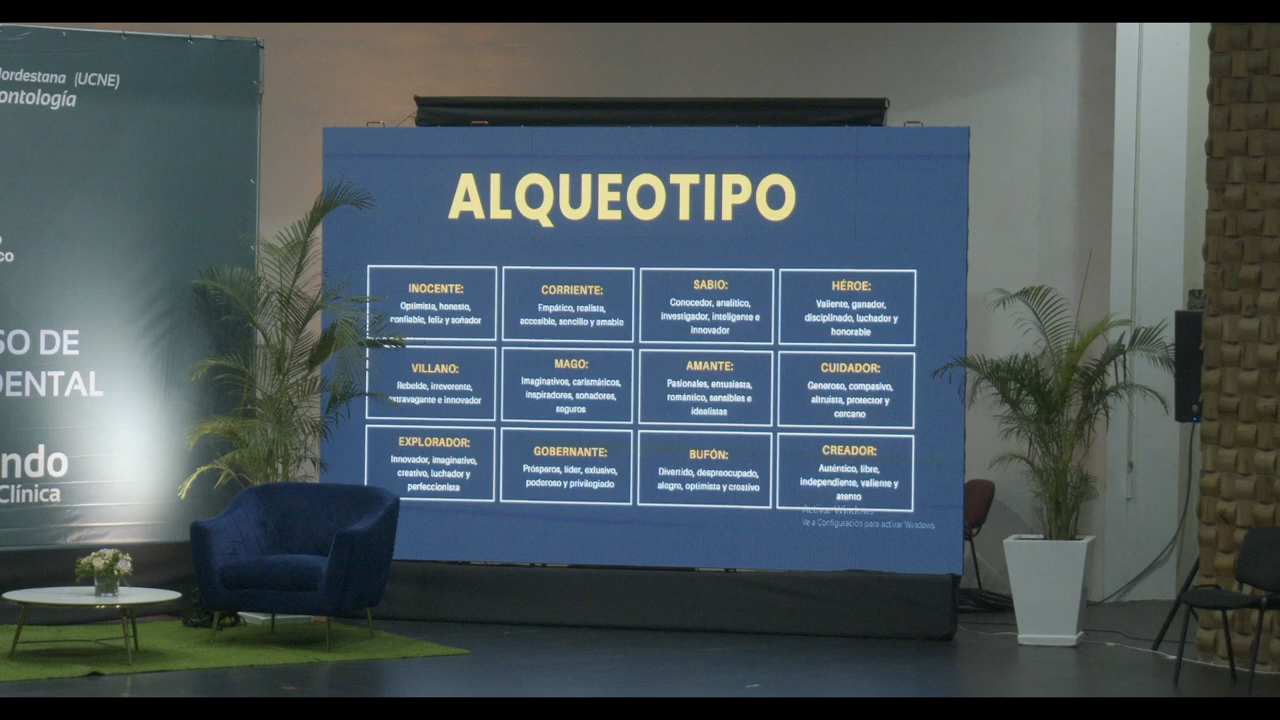 Nordestana (UCNE)
ontología
co
SO DE
DENTAL
ndo
Clínica
ALQUEOTIPO
INOCENTE:
Optimista, honesto,
confiable, feliz y soñador
CORRIENTE:
Empático, realista,
accesible, sencillo y amable
SABIO:
Conocedor, analítico,
investigador, inteligente e
innovador
HÉROE:
Valiente, ganador,
disciplinado, luchador y
honorable
VILLANO:
Rebelde, irreverente,
extravagante e innovador
MAGO:
Imaginativos, carismáticos,
inspiradores, soñadores,
seguros
AMANTE:
Pasionales, entusiasta,
romántico, sensibles e
idealistas
CUIDADOR:
Generoso, compasivo,
altruista, protector y
cercano
EXPLORADOR:
Innovador, imaginativo,
creativo, luchador y
perfeccionista
GOBERNANTE:
Prósperos, líder, exlusivo,
poderoso y privilegiado
BUFÓN:
Divertido, despreocupado,
alegro, optimista y creativo
CREADOR:
Auténtico, libre,
independiente, valiente y
atento
Activar Windows
Ve a Configuración para activar Windows.